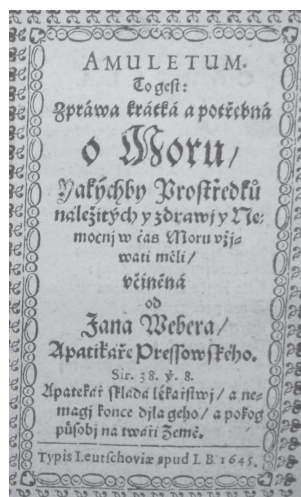 AMULETUM.
To gest:
Zpráwa krátká a potřebná
o Moru/
Yakýchby Prostředků
náležitých y zdrawj y Ne-
mocnj w čas Moru vžj-
wati měli/
včiněná
od
Jana Webera/
Apatikáře Pressowského.
Sir. 38. ỳ. 8.
Apatekář skladá lékařstwj/ a ne-
magj konce djla geho/ a pokog
působj na twáři Země.
Typis Leutschoviæ apud L B 1645.